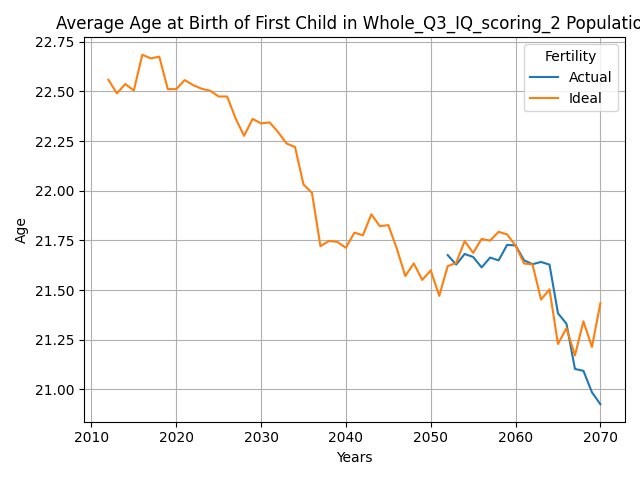 Average Age at Birth of First Child in Whole_Q3_IQ_scoring_2 Populatio
22.75
22.50
22.25
22.00
21.75
21.50
21.25
21.00
Age
Fertility
Actual
Ideal
2010 2020 2030 2040 2050 2060 2070
Years